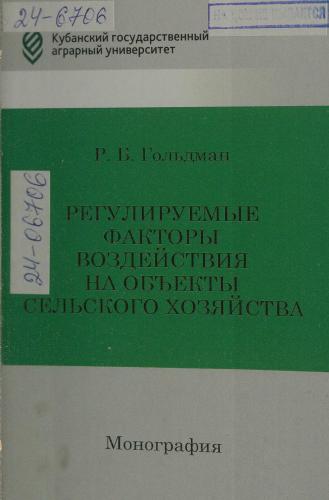 24-6706
Кубанский государственный
аграрный университет
Р. Б. Гольдман
24-06706
РЕГУЛИРУЕМЫЕ
ФАКТОРЫ
ВОЗДЕЙСТВИЯ
НА ОБЪЕКТЫ
СЕЛЬСКОГО ХОЗЯЙСТВА
Монография